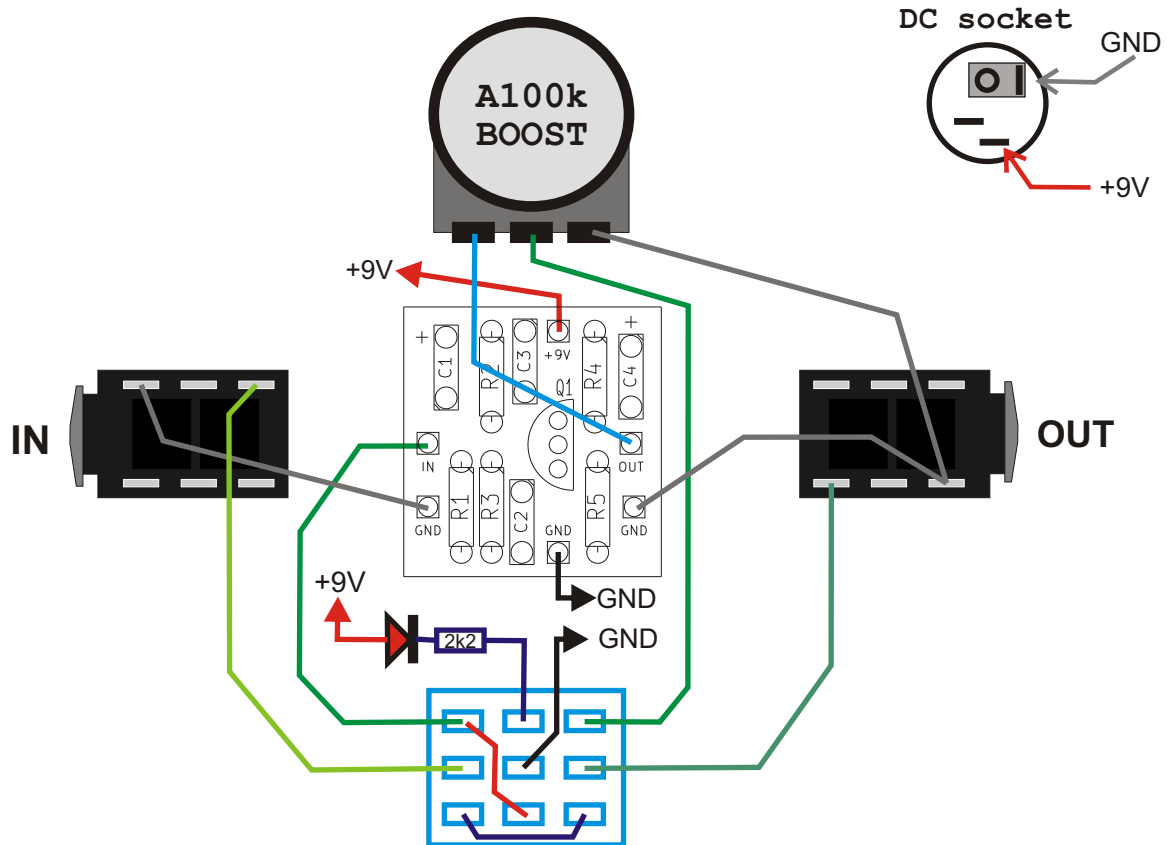 DC socket
GND
+9V
A100k
BOOST
+9V
+
C1
R2
C3
+9V
R4
+
C4
Q1
IN
OUT
IN
OUT
GND
R1
R3
C2
GND
R5
GND
GND
+9V
GND
2k2